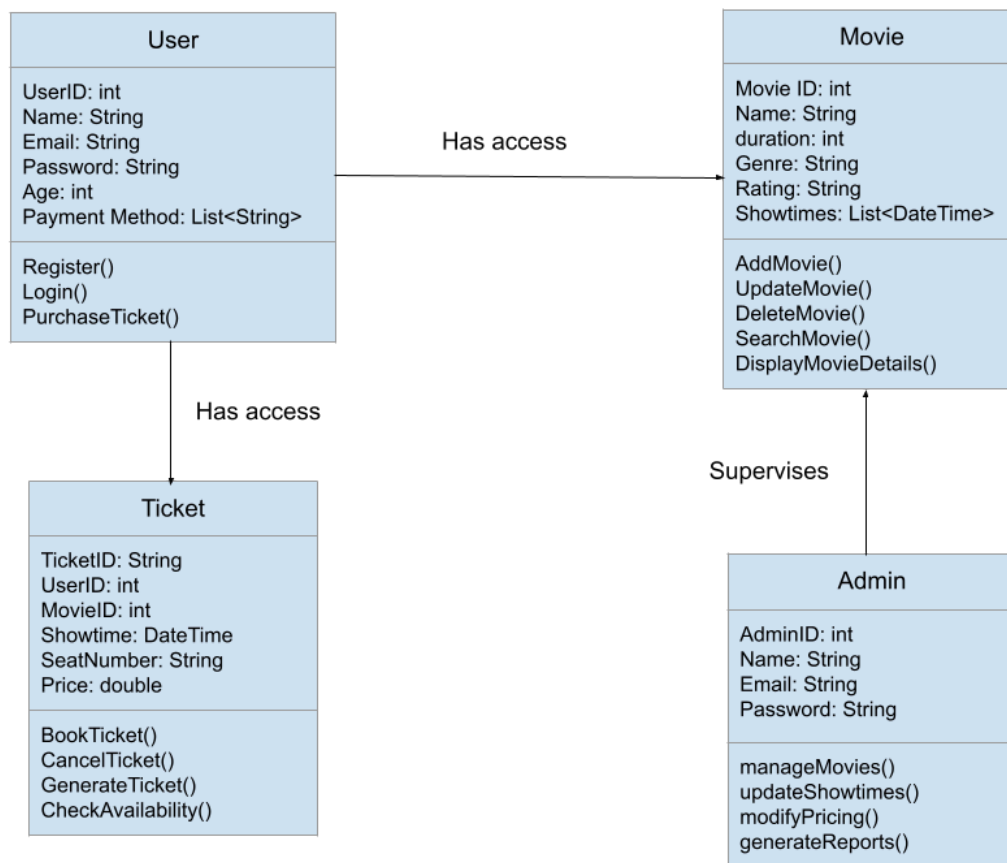 User
UserID: int
Name: String
Email: String
Password: String
Age: int
Payment Method: List<String>
Register()
Login()
PurchaseTicket()
Has access
Movie
Movie ID: int
Name: String
duration: int
Genre: String
Rating: String
Showtimes: List<DateTime>
AddMovie()
UpdateMovie()
DeleteMovie()
SearchMovie()
DisplayMovieDetails()
Has access
Supervises
Ticket
TicketID: String
UserID: int
MovieID: int
Showtime: DateTime
SeatNumber: String
Price: double
BookTicket()
CancelTicket()
GenerateTicket()
CheckAvailability()
Admin
AdminID: int
Name: String
Email: String
Password: String
manageMovies()
updateShowtimes()
modifyPricing()
generateReports()